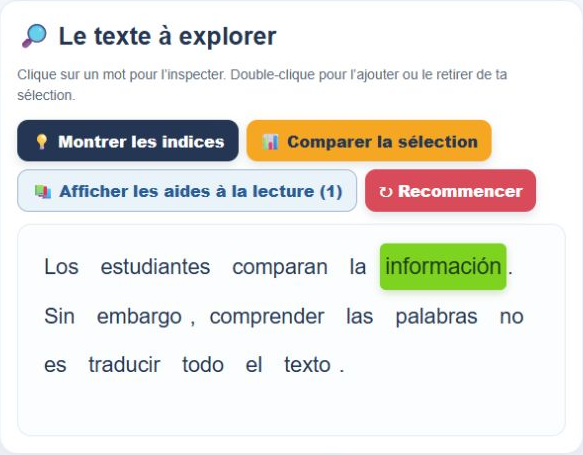 Le texte à explorer
Clique sur un mot pour l'inspecter. Double-clique pour l'ajouter ou le retirer de ta
sélection.
Montrer les indices
Comparer la sélection
Afficher les aides à la lecture (1)
↻ Recommencer
Los estudiantes comparan la información .
Sin embargo , comprender las palabras no
es traducir todo el texto .